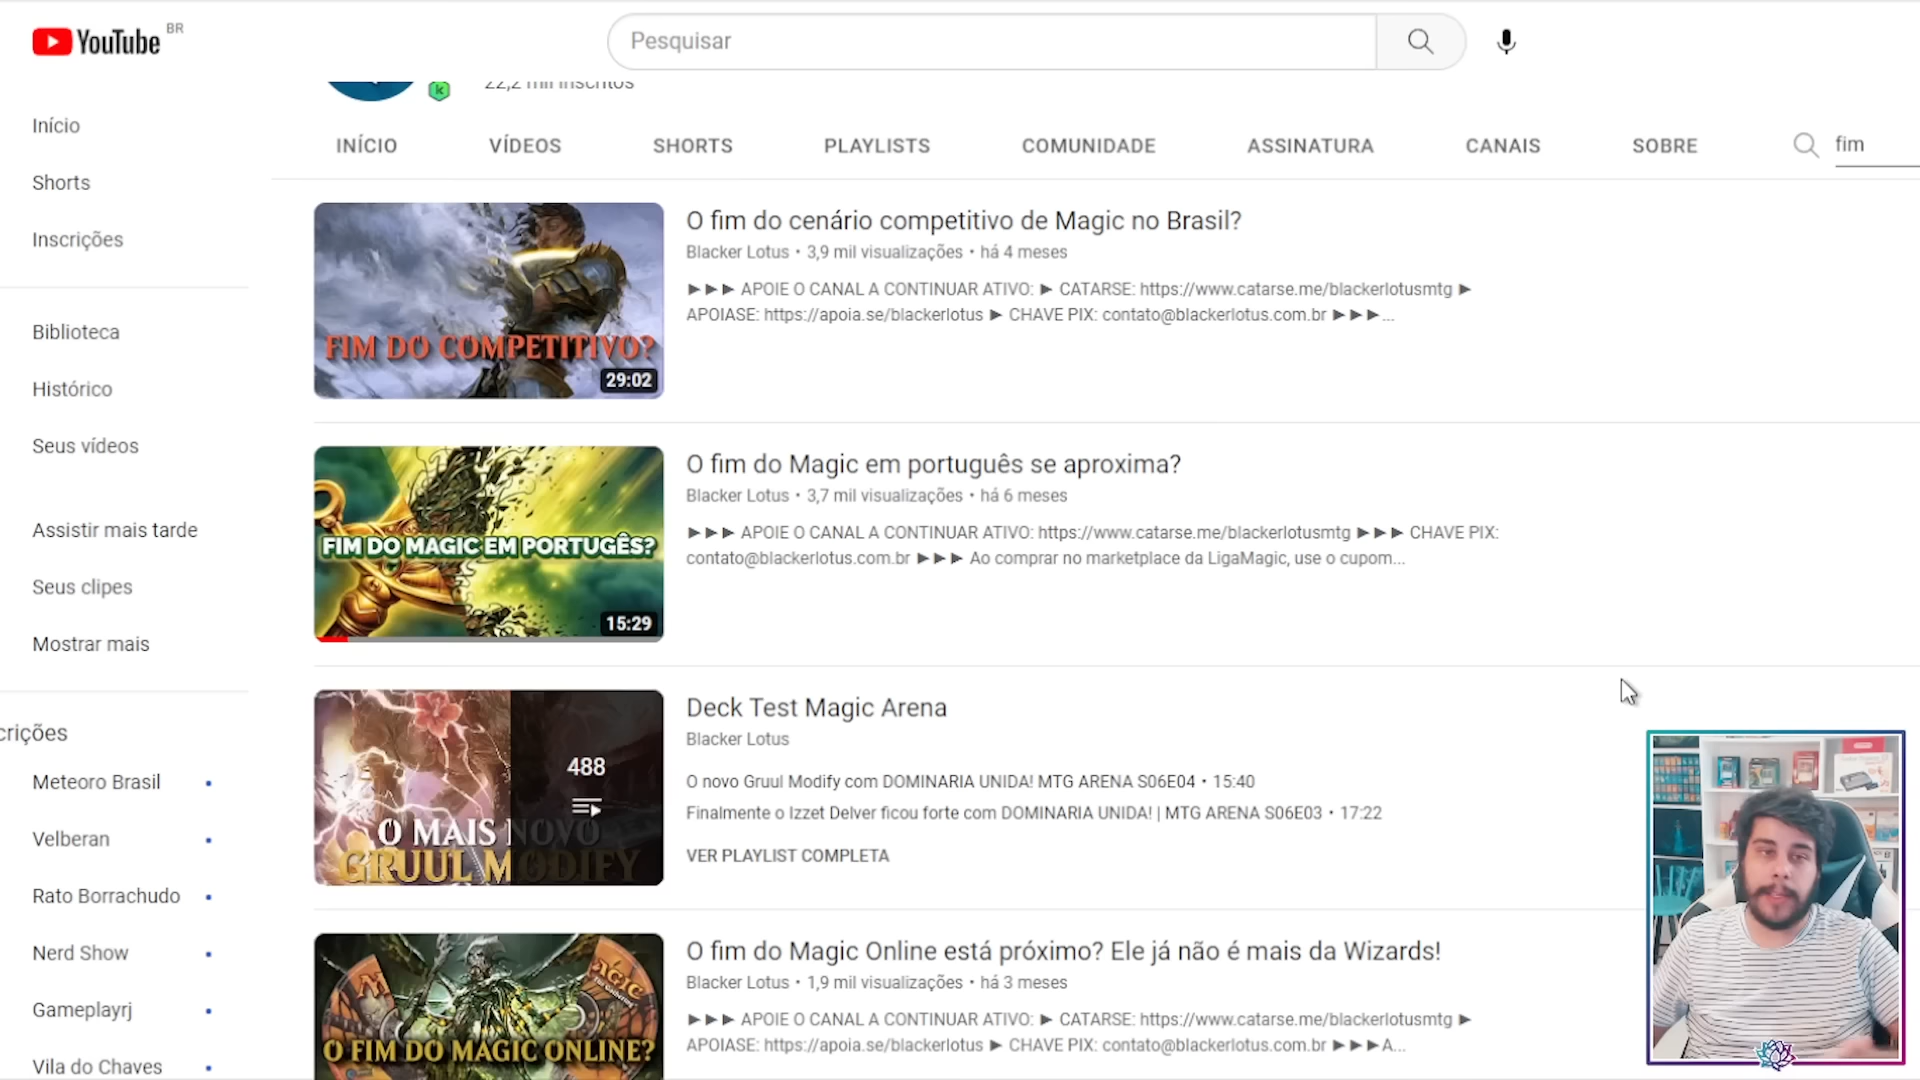 YouTube BR
Pesquisar
22,2 mil inscritos
INÍCIO
VÍDEOS
SHORTS
PLAYLISTS
COMUNIDADE
ASSINATURA
CANAIS
SOBRE
fim
Início
Shorts
Inscrições
Biblioteca
Histórico
Seus vídeos
Assistir mais tarde
Seus clipes
Mostrar mais
crições
Meteoro Brasil
Velberan
Rato Borrachudo
Nerd Show
Gameplayrj
Vila do Chaves
FIM DO COMPETITIVO?
29:02
O fim do cenário competitivo de Magic no Brasil?
Blacker Lotus • 3,9 mil visualizações • há 4 meses
►►► APOIE O CANAL A CONTINUAR ATIVO: ► CATARSE: https://www.catarse.me/blackerlotusmtg ►
APOIASE: https://apoia.se/blackerlotus ► CHAVE PIX: contato@blackerlotus.com.br ►►►...
FIM DO MAGIC EM PORTUGÊS?
15:29
O fim do Magic em português se aproxima?
Blacker Lotus • 3,7 mil visualizações • há 6 meses
►►► APOIE O CANAL A CONTINUAR ATIVO: https://www.catarse.me/blackerlotusmtg ►►► CHAVE PIX:
contato@blackerlotus.com.br ►►► Ao comprar no marketplace da LigaMagic, use o cupom...
488
O MAIS NOVO
GRUUL MODIFY
Deck Test Magic Arena
Blacker Lotus
O novo Gruul Modify com DOMINARIA UNIDA! MTG ARENA S06E04 • 15:40
Finalmente o Izzet Delver ficou forte com DOMINARIA UNIDA! | MTG ARENA S06E03 • 17:22
VER PLAYLIST COMPLETA
O FIM DO MAGIC ONLINE?
O fim do Magic Online está próximo? Ele já não é mais da Wizards!
Blacker Lotus • 1,9 mil visualizações • há 3 meses
►►► APOIE O CANAL A CONTINUAR ATIVO: ► CATARSE: https://www.catarse.me/blackerlotusmtg ►
APOIASE: https://apoia.se/blackerlotus ► CHAVE PIX: contato@blackerlotus.com.br ►►►A...